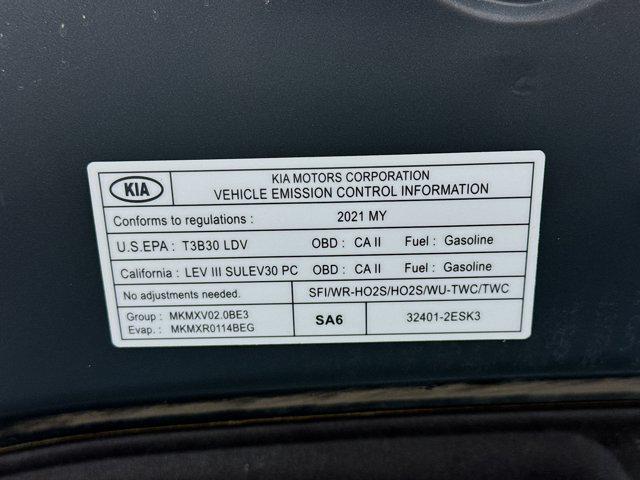 KIA
KIA MOTORS CORPORATION
VEHICLE EMISSION CONTROL INFORMATION
Conforms to regulations : 2021 MY
U.S.EPA : T3B30 LDV OBD : CA II Fuel : Gasoline
California : LEV III SULEV30 PC OBD : CA II Fuel : Gasoline
No adjustments needed. SFI/WR-HO2S/HO2S/WU-TWC/TWC
Group : MKMXV02.0BE3
Evap. : MKMXR0114BEG
SA6
32401-2ESK3